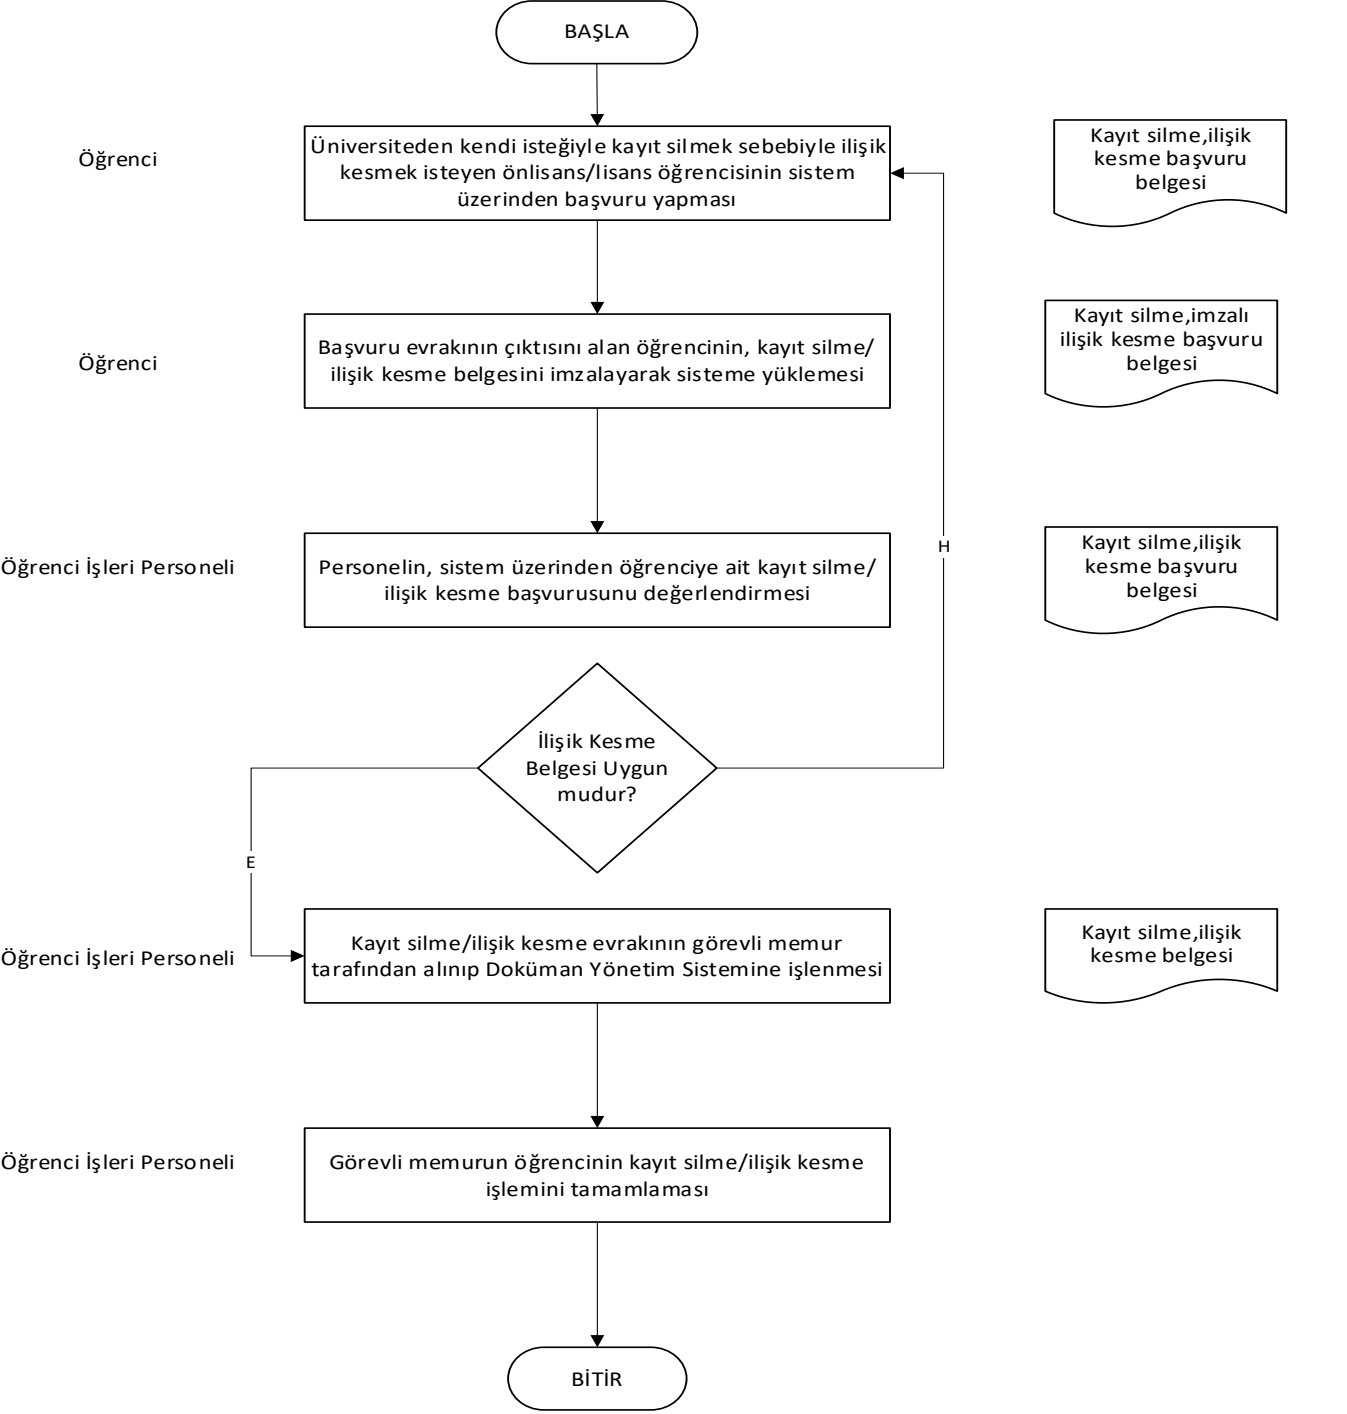 BAŞLA
Öğrenci
Üniversiteden kendi isteğiyle kayıt silmek sebebiyle ilişik
kesmek isteyen önlisans/lisans öğrencisinin sistem
üzerinden başvuru yapması
Kayıt silme,ilişik
kesme başvuru
belgesi
Öğrenci
Başvuru evrakının çıktısını alan öğrencinin, kayıt silme/
ilişik kesme belgesini imzalayarak sisteme yüklemesi
Kayıt silme,imzalı
ilişik kesme başvuru
belgesi
Öğrenci İşleri Personeli
Personelin, sistem üzerinden öğrenciye ait kayıt silme/
ilişik kesme başvurusunu değerlendirmesi
H
Kayıt silme,ilişik
kesme başvuru
belgesi
İlişik Kesme
Belgesi Uygun
mudur?
E
Öğrenci İşleri Personeli
Kayıt silme/ilişik kesme evrakının görevli memur
tarafından alınıp Doküman Yönetim Sistemine işlenmesi
Kayıt silme,ilişik
kesme belgesi
Öğrenci İşleri Personeli
Görevli memurun öğrencinin kayıt silme/ilişik kesme
işlemini tamamlaması
BİTİR